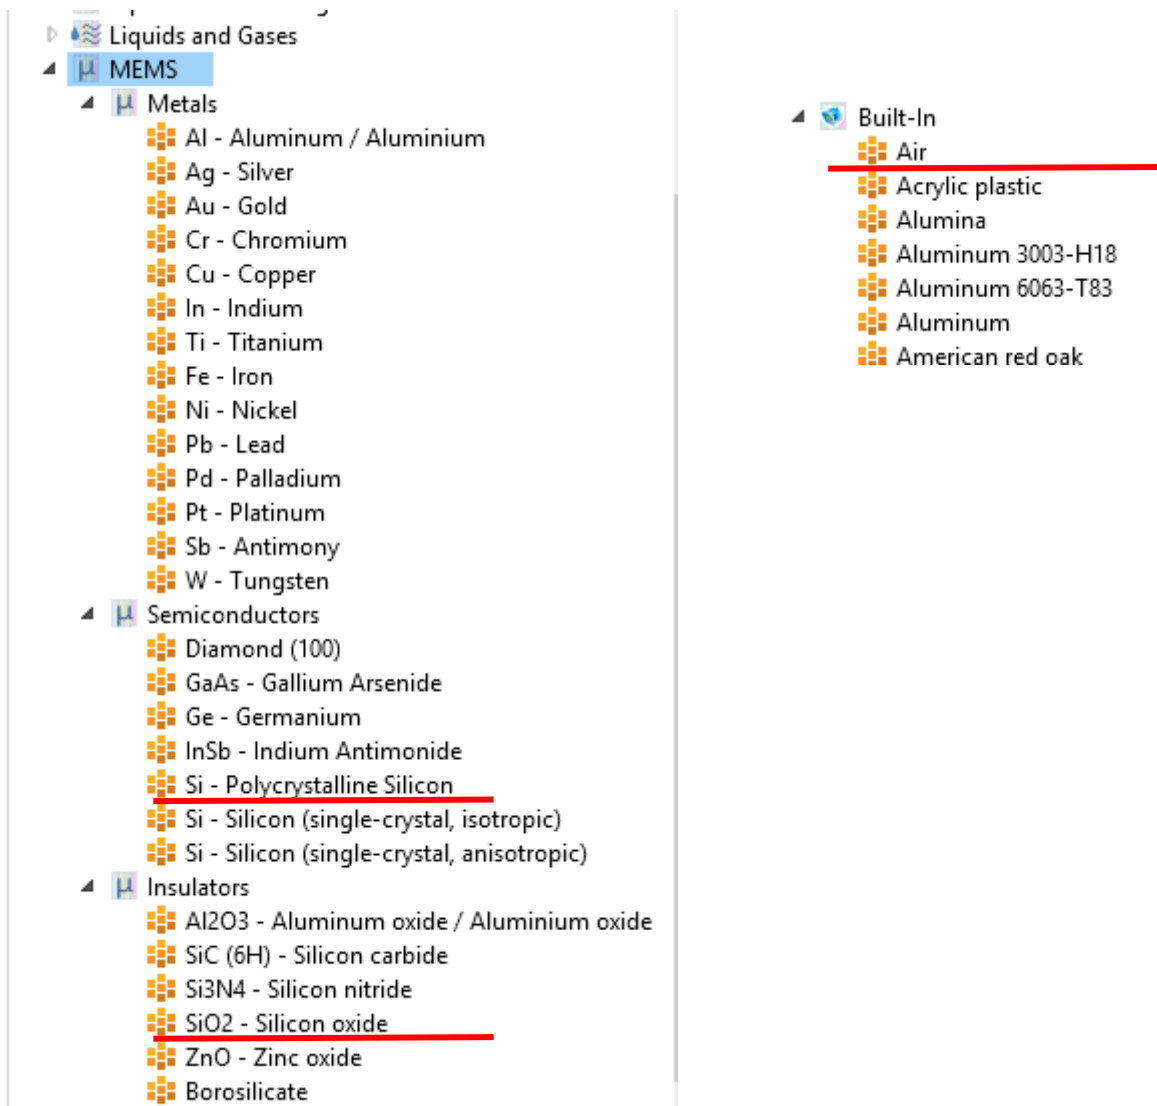 Liquids and Gases
μ MEMS
μ Metals
Al - Aluminum / Aluminium
Ag - Silver
Au - Gold
Cr - Chromium
Cu - Copper
In - Indium
Ti - Titanium
Fe - Iron
Ni - Nickel
Pb - Lead
Pd - Palladium
Pt - Platinum
Sb - Antimony
W - Tungsten
μ Semiconductors
Diamond (100)
GaAs - Gallium Arsenide
Ge - Germanium
InSb - Indium Antimonide
Si - Polycrystalline Silicon
Si - Silicon (single-crystal, isotropic)
Si - Silicon (single-crystal, anisotropic)
μ Insulators
Al2O3 - Aluminum oxide / Aluminium oxide
SiC (6H) - Silicon carbide
Si3N4 - Silicon nitride
SiO2 - Silicon oxide
ZnO - Zinc oxide
Borosilicate
Built-In
Air
Acrylic plastic
Alumina
Aluminum 3003-H18
Aluminum 6063-T83
Aluminum
American red oak